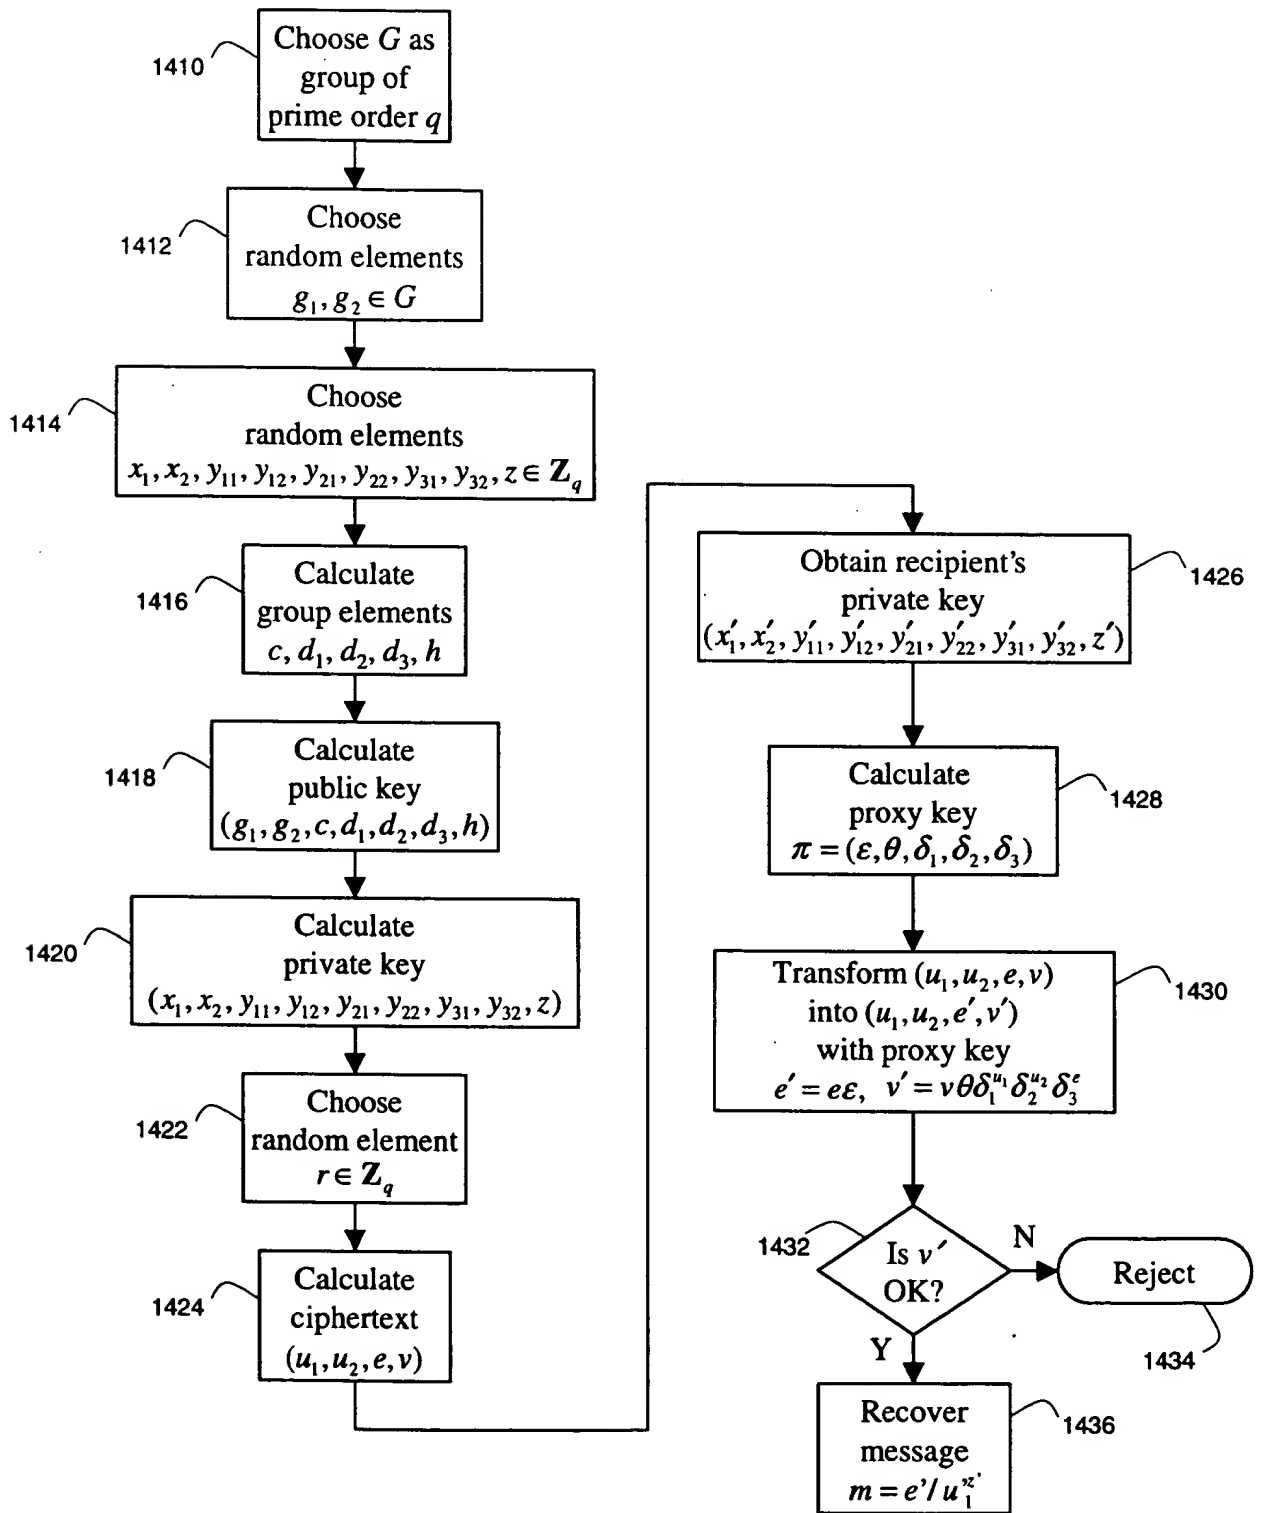 1410
Choose G as
group of
prime order q
1412
Choose
random elements
g₁, g₂ ∈ G
1414
Choose
random elements
x₁, x₂, y₁₁, y₁₂, y₂₁, y₂₂, y₃₁, y₃₂, z ∈ Z_q
1416
Calculate
group elements
c, d₁, d₂, d₃, h
1418
Calculate
public key
(g₁, g₂, c, d₁, d₂, d₃, h)
1420
Calculate
private key
(x₁, x₂, y₁₁, y₁₂, y₂₁, y₂₂, y₃₁, y₃₂, z)
1422
Choose
random element
r ∈ Z_q
1424
Calculate
ciphertext
(u₁, u₂, e, v)
1426
Obtain recipient's
private key
(x′₁, x′₂, y′₁₁, y′₁₂, y′₂₁, y′₂₂, y′₃₁, y′₃₂, z′)
1428
Calculate
proxy key
π = (ε, θ, δ₁, δ₂, δ₃)
1430
Transform (u₁, u₂, e, v)
into (u₁, u₂, e′, v′)
with proxy key
e′ = eε, v′ = vθδ₁^{u₁}δ₂^{u₂}δ₃^{e}
1432
Is v′
OK?
N
Reject
1434
Y
1436
Recover
message
m = e’/ u₁^{’z’}